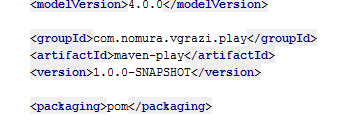 <modelVersion>4.0.0</modelVersion>
<groupId>com.nomura.vgrazi.play</groupId>
<artifactId>maven-play</artifactId>
<version>1.0.0-SNAPSHOT</version>
<packaging>pom</packaging>